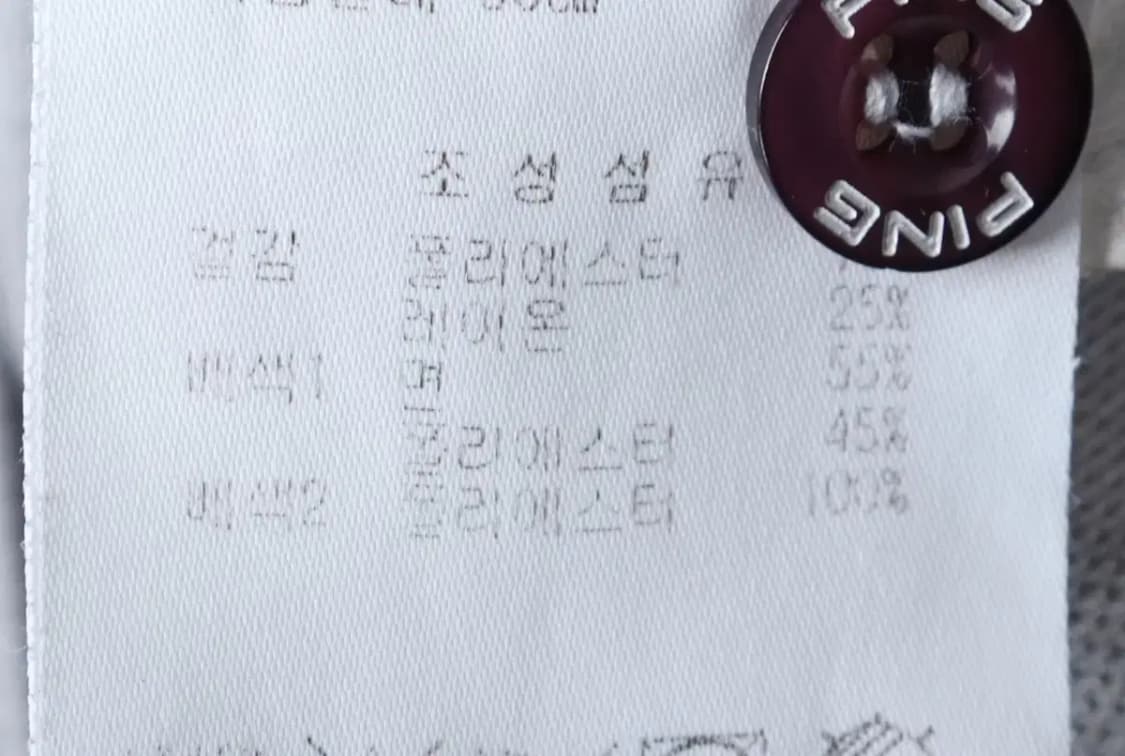 조 성 섬 유
겉감 폴리에스터
레이온 25%
배색1 면 55%
폴리에스터 45%
배색2 폴리에스터 100%
PING